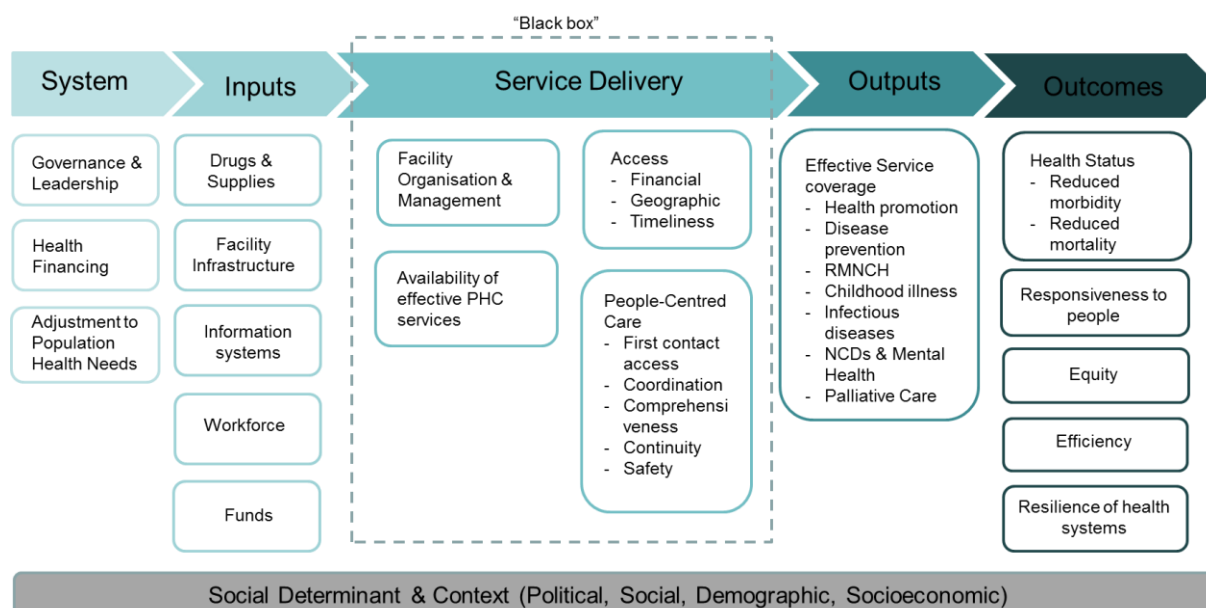 “Black box”
System
Inputs
Service Delivery
Outputs
Outcomes
Governance &
Leadership
Health
Financing
Adjustment to
Population
Health Needs
Drugs &
Supplies
Facility
Infrastructure
Information
systems
Workforce
Funds
Facility
Organisation &
Management
Availability of
effective PHC
services
Access
- Financial
- Geographic
- Timeliness
People-Centred
Care
- First contact
access
- Coordination
- Comprehensi
veness
- Continuity
- Safety
Effective Service
coverage
- Health promotion
- Disease
prevention
- RMNCH
- Childhood illness
- Infectious
diseases
- NCDs & Mental
Health
- Palliative Care
Health Status
- Reduced
morbidity
- Reduced
mortality
Responsiveness to
people
Equity
Efficiency
Resilience of health
systems
Social Determinant & Context (Political, Social, Demographic, Socioeconomic)